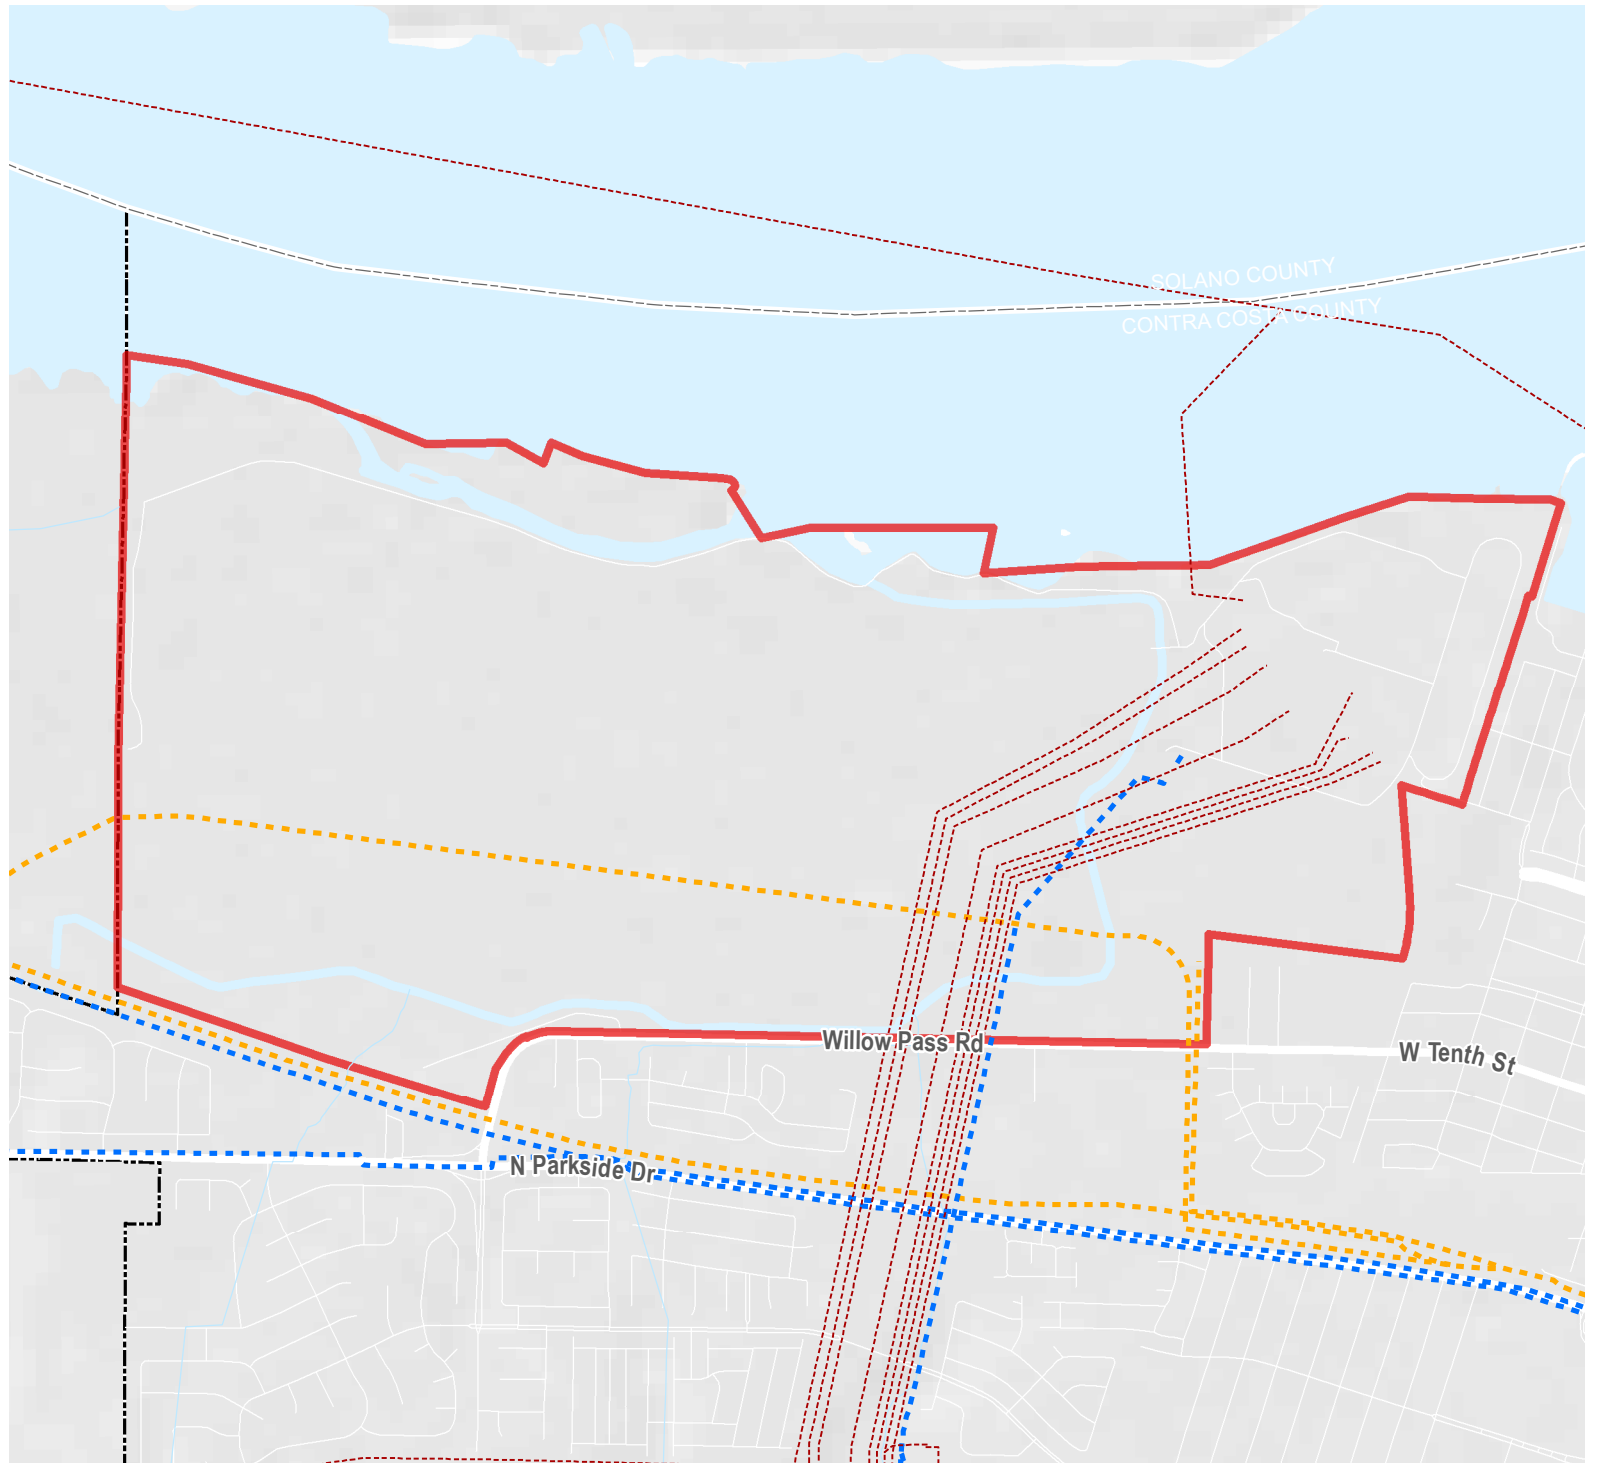 SOLANO COUNTY
CONTRA COSTA COUNTY
Willow Pass Rd
W Tenth St
N Parkside Dr